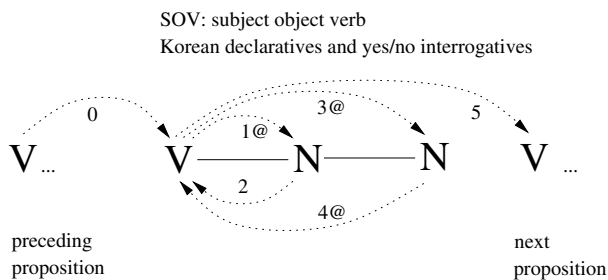 SOV: subject object verb
Korean declaratives and yes/no interrogatives
0
1@
3@
5
V ...
V
N
N
V ...
2
4@
preceding
proposition
next
proposition